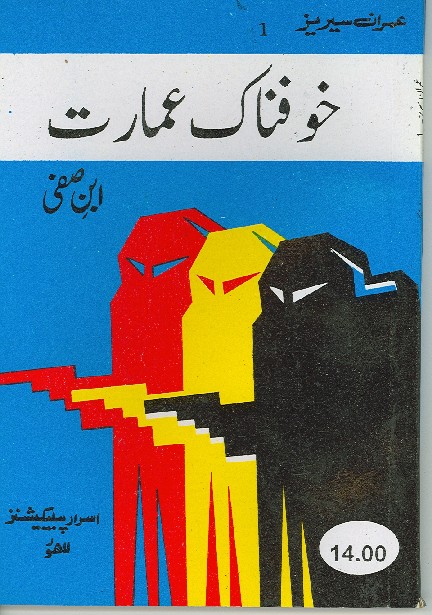 عمران سیریز 1
خوفناک عمارت
ابنِ صفی
اسرار پبلیکیشنز
لاہور
14.00